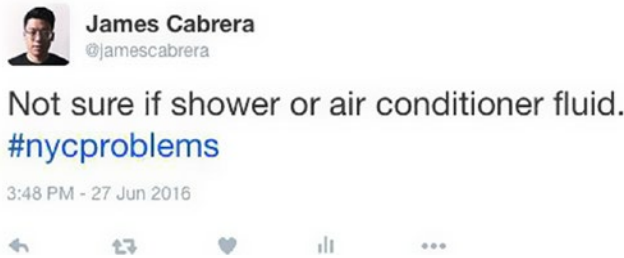 James Cabrera
@jamescabrera
Not sure if shower or air conditioner fluid.
#nycproblems
3:48 PM - 27 Jun 2016